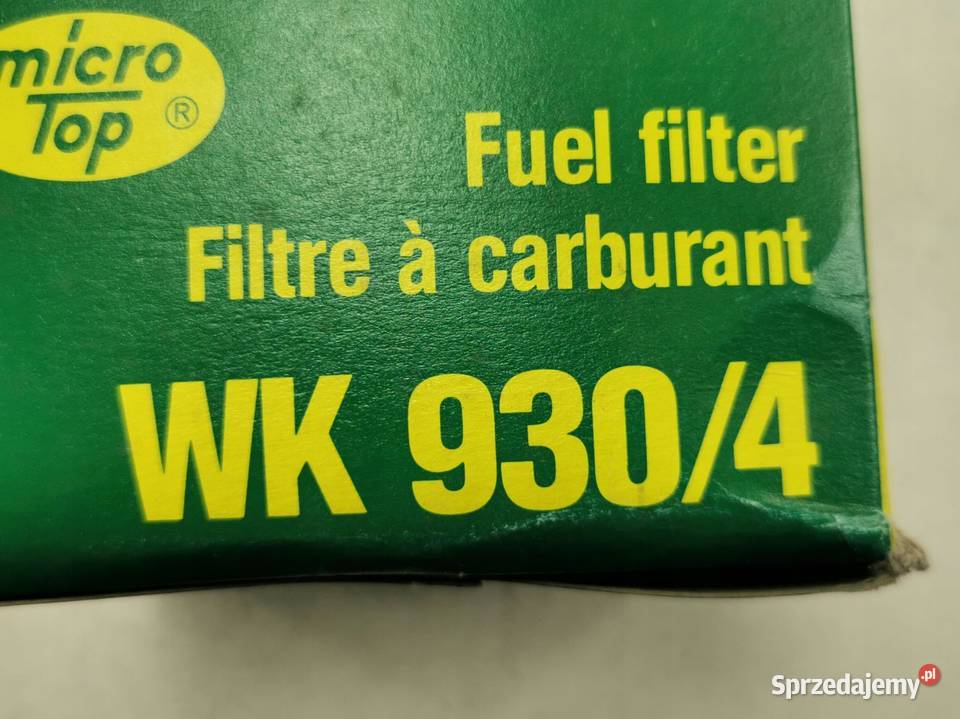 micro
Top ®
Fuel filter
Filtre à carburant
WK 930/4
Sprzedajemy.pl